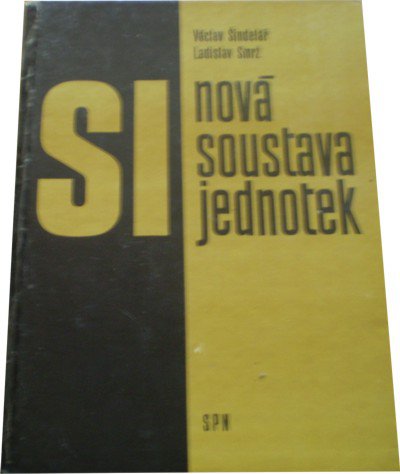 Václav Šindelář
Ladislav Smrž
SI
nová
soustava
jednotek
SPN